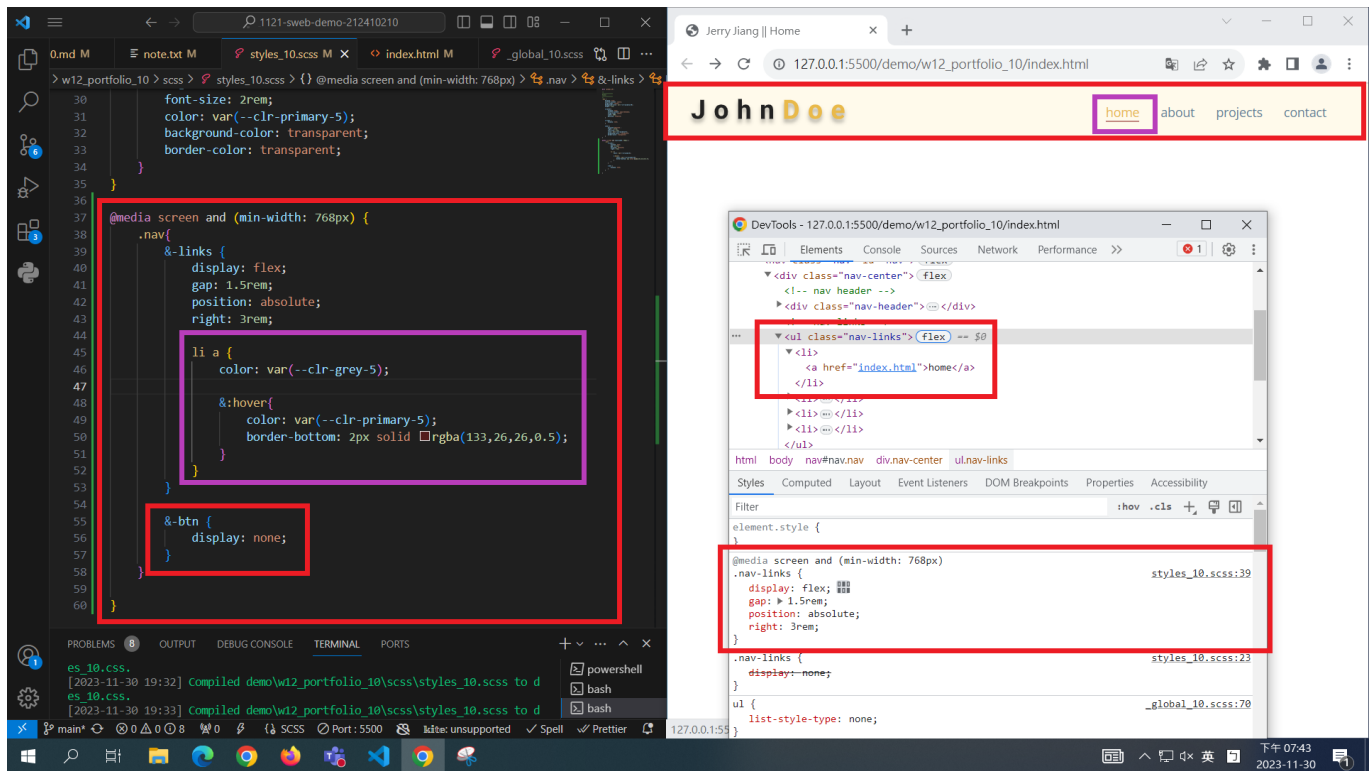 1121-sweb-demo-212410210
0.md M
note.txt M
styles_10.scss M
index.html M
_global_10.scss
> w12_portfolio_10 > scss > styles_10.scss > {} @media screen and (min-width: 768px) > .nav > &-links >
30 font-size: 2rem;
31 color: var(--clr-primary-5);
32 background-color: transparent;
33 border-color: transparent;
34 }
35 }
36
37 @media screen and (min-width: 768px) {
38 .nav{
39 &-links {
40 display: flex;
41 gap: 1.5rem;
42 position: absolute;
43 right: 3rem;
44
45 li a {
46 color: var(--clr-grey-5);
47
48 &:hover{
49 color: var(--clr-primary-5);
50 border-bottom: 2px solid rgba(133,26,26,0.5);
51 }
52 }
53 }
54
55 &-btn {
56 display: none;
57 }
58 }
59
60 }
PROBLEMS 8 OUTPUT DEBUG CONSOLE TERMINAL PORTS
es_10.css.
[2023-11-30 19:32] Compiled demo\w12_portfolio_10\scss\styles_10.scss to d
es_10.css.
[2023-11-30 19:33] Compiled demo\w12_portfolio_10\scss\styles_10.scss to d
powershell
bash
bash
6
3
1
main* 0 0 8 0 SCSS Port : 5500 kite: unsupported Spell Prettier
Jerry Jiang || Home
127.0.0.1:5500/demo/w12_portfolio_10/index.html
JohnDoe
home about projects contact
DevTools - 127.0.0.1:5500/demo/w12_portfolio_10/index.html
Elements Console Sources Network Performance 1
flex
<div class="nav-center"> flex
<!-- nav header -->
<div class="nav-header"> … </div>
<ul class="nav-links"> flex == $0
<li>
<a href="index.html">home</a>
</li>
<li> … </li>
<li> … </li>
<li> … </li>
</ul>
html body nav#nav.nav div.nav-center ul.nav-links
Styles Computed Layout Event Listeners DOM Breakpoints Properties Accessibility
Filter :hov .cls
element.style {
}
@media screen and (min-width: 768px)
.nav-links { styles_10.scss:39
display: flex;
gap: 1.5rem;
position: absolute;
right: 3rem;
}
.nav-links { styles_10.scss:23
display: none;
}
ul { _global_10.scss:70
list-style-type: none;
}
127.0.0.1:55
英
下午 07:43
2023-11-30
1